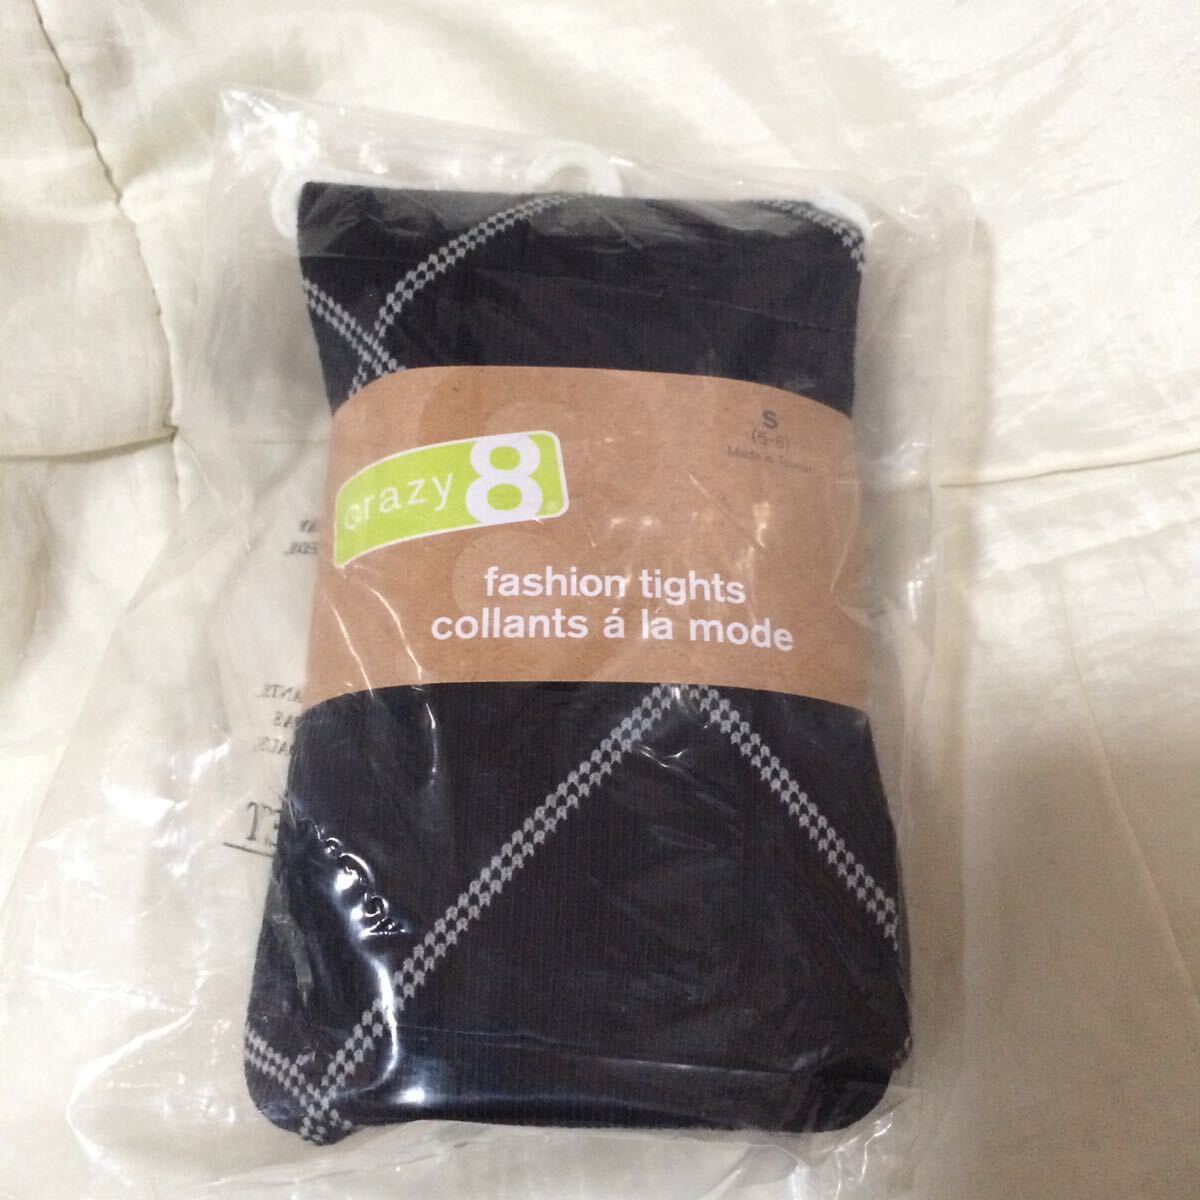 S
(5-6)
Made in Taiwan
crazy 8
fashion tights
collants á la mode